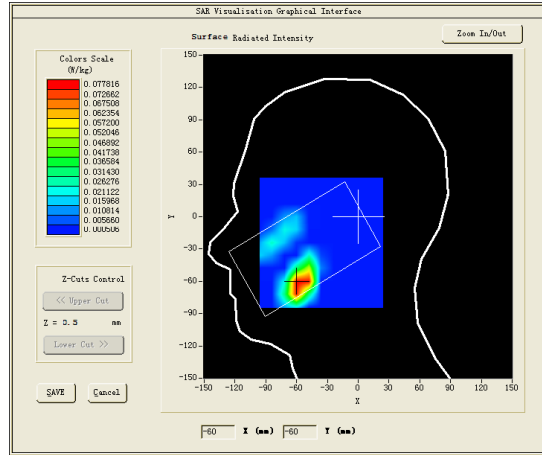 SAR Visualisation Graphical Interface
Surface Radiated Intensity
Zoom In/Out
Colors Scale
(W/kg)
0.077816
0.072662
0.067508
0.062354
0.057200
0.052046
0.046892
0.041738
0.036584
0.031430
0.026276
0.021122
0.015968
0.010814
0.005660
0.000506
Z-Cuts Control
<< Upper Cut
Z = 0.5 mm
Lower Cut >>
SAVE Cancel
150
120
90
60
30
0
-30
-60
-90
-120
-150
Y
-150 -120 -90 -60 -30 0 30 60 90 120 150
X
-60 X (mm) -60 Y (mm)